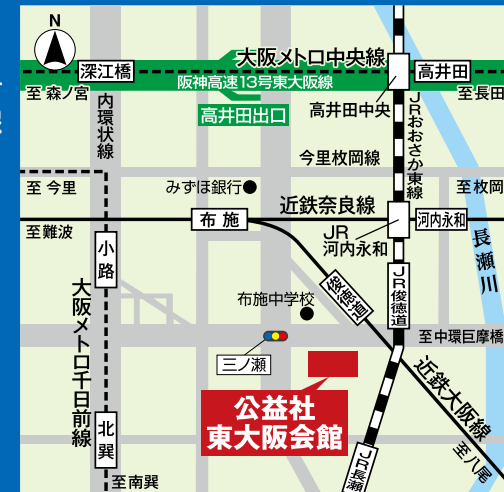 N
大阪メトロ中央線
深江橋
高井田
阪神高速13号東大阪線
至 森ノ宮
至 長田
高井田出口
高井田中央
内環状線
JRおおさか東線
今里枚岡線
至 今里
みずほ銀行
至 枚岡
近鉄奈良線
布施
河内永和
至 難波
JR
河内永和
長瀬川
小路
俊徳道
JR俊徳道
大阪メトロ千日前線
布施中学校
至 中環巨摩橋
三ノ瀬
近鉄大阪線
公益社
東大阪会館
北巽
至 八尾
JR長瀬
至 南巽